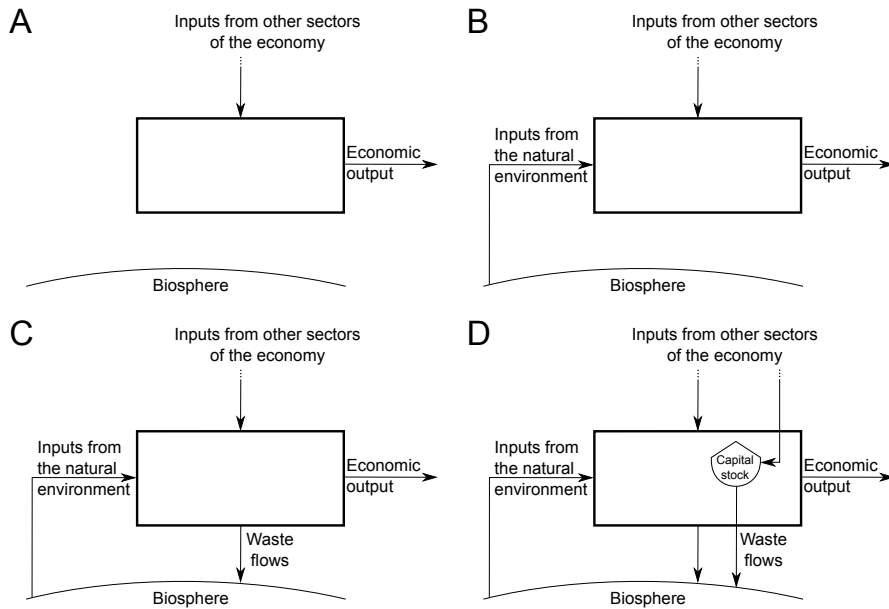 A
Inputs from other sectors
of the economy
Economic
output
Biosphere
B
Inputs from other sectors
of the economy
Inputs from
the natural
environment
Economic
output
Biosphere
C
Inputs from other sectors
of the economy
Inputs from
the natural
environment
Economic
output
Waste
flows
Biosphere
D
Inputs from other sectors
of the economy
Inputs from
the natural
environment
Capital
stock
Economic
output
Waste
flows
Biosphere